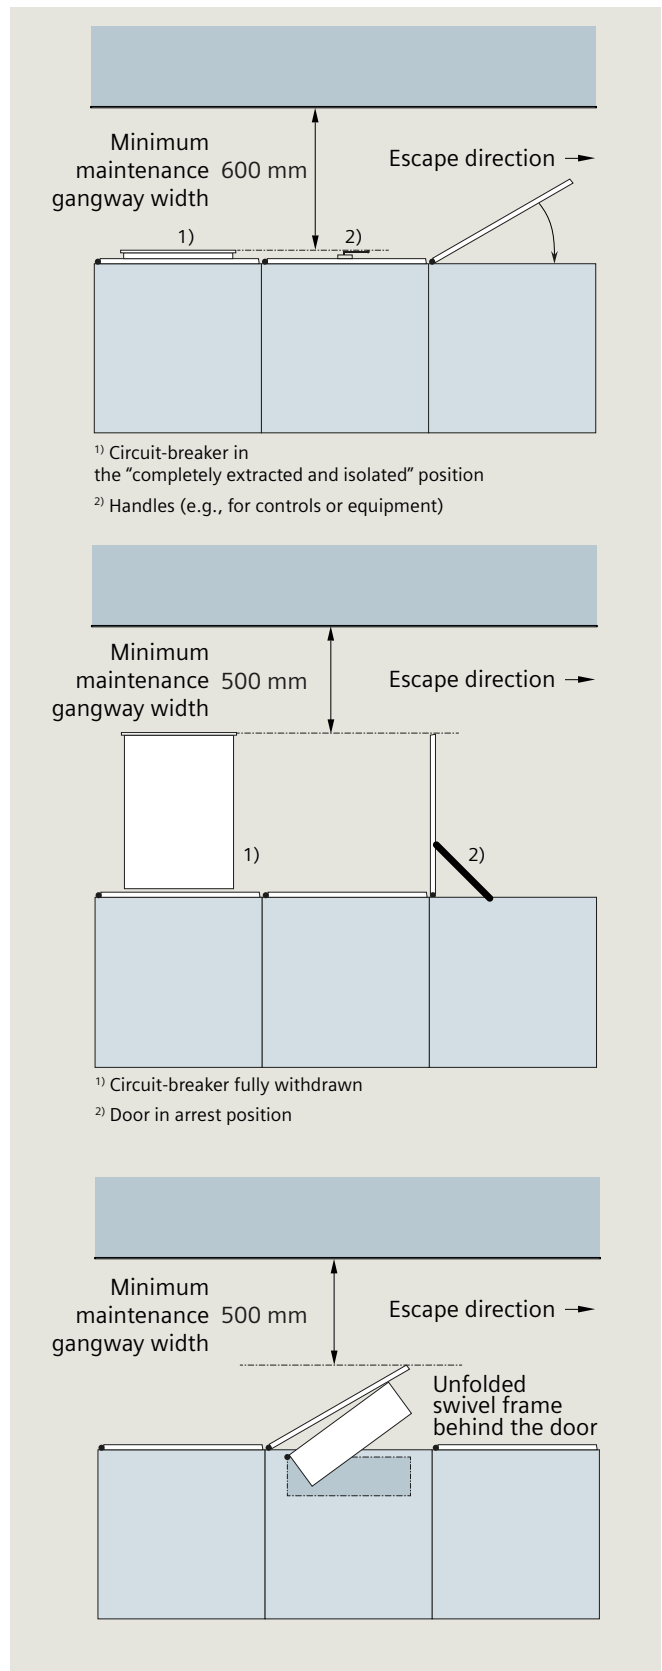 Minimum
maintenance 600 mm
gangway width
Escape direction
1)
2)
1) Circuit-breaker in
the “completely extracted and isolated” position
2) Handles (e.g., for controls or equipment)
Minimum
maintenance 500 mm
gangway width
Escape direction
1)
2)
1) Circuit-breaker fully withdrawn
2) Door in arrest position
Minimum
maintenance 500 mm
gangway width
Escape direction
Unfolded
swivel frame
behind the door